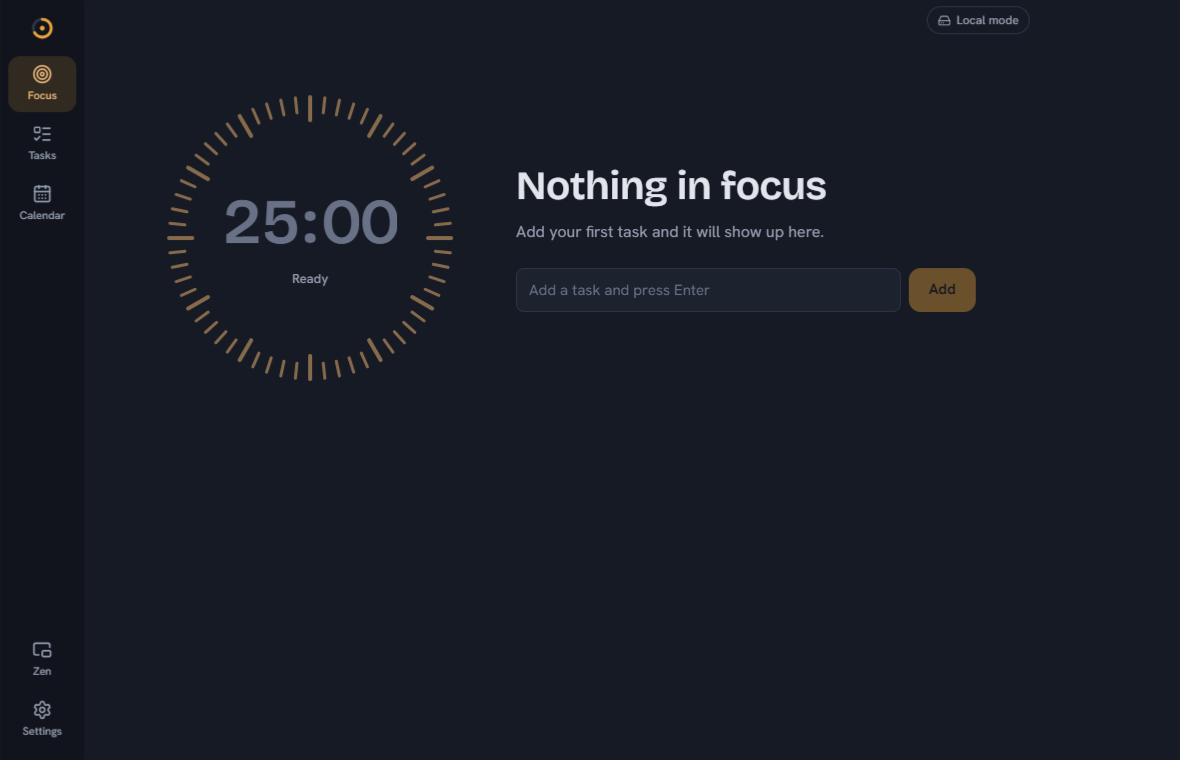 Local mode
Focus
Tasks
Calendar
25:00
Ready
Nothing in focus
Add your first task and it will show up here.
Add a task and press Enter
Add
Zen
Settings